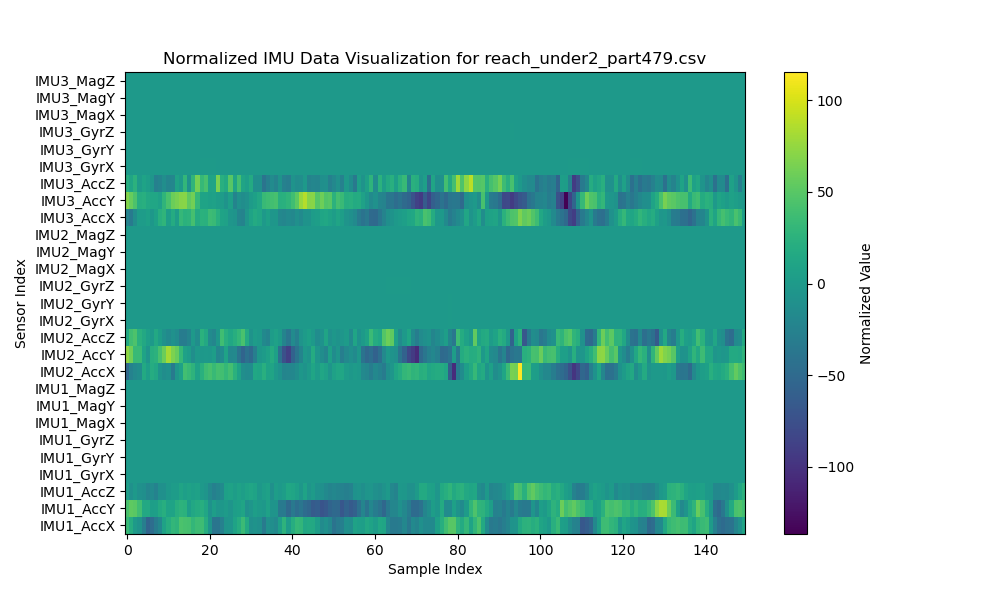 Normalized IMU Data Visualization for reach_under2_part479.csv
IMU3_MagZ
IMU3_MagY
IMU3_MagX
IMU3_GyrZ
IMU3_GyrY
IMU3_GyrX
IMU3_AccZ
IMU3_AccY
IMU3_AccX
IMU2_MagZ
IMU2_MagY
IMU2_MagX
IMU2_GyrZ
IMU2_GyrY
IMU2_GyrX
IMU2_AccZ
IMU2_AccY
IMU2_AccX
IMU1_MagZ
IMU1_MagY
IMU1_MagX
IMU1_GyrZ
IMU1_GyrY
IMU1_GyrX
IMU1_AccZ
IMU1_AccY
IMU1_AccX
Sensor Index
0 20 40 60 80 100 120 140
Sample Index
100
50
0
−50
−100
Normalized Value